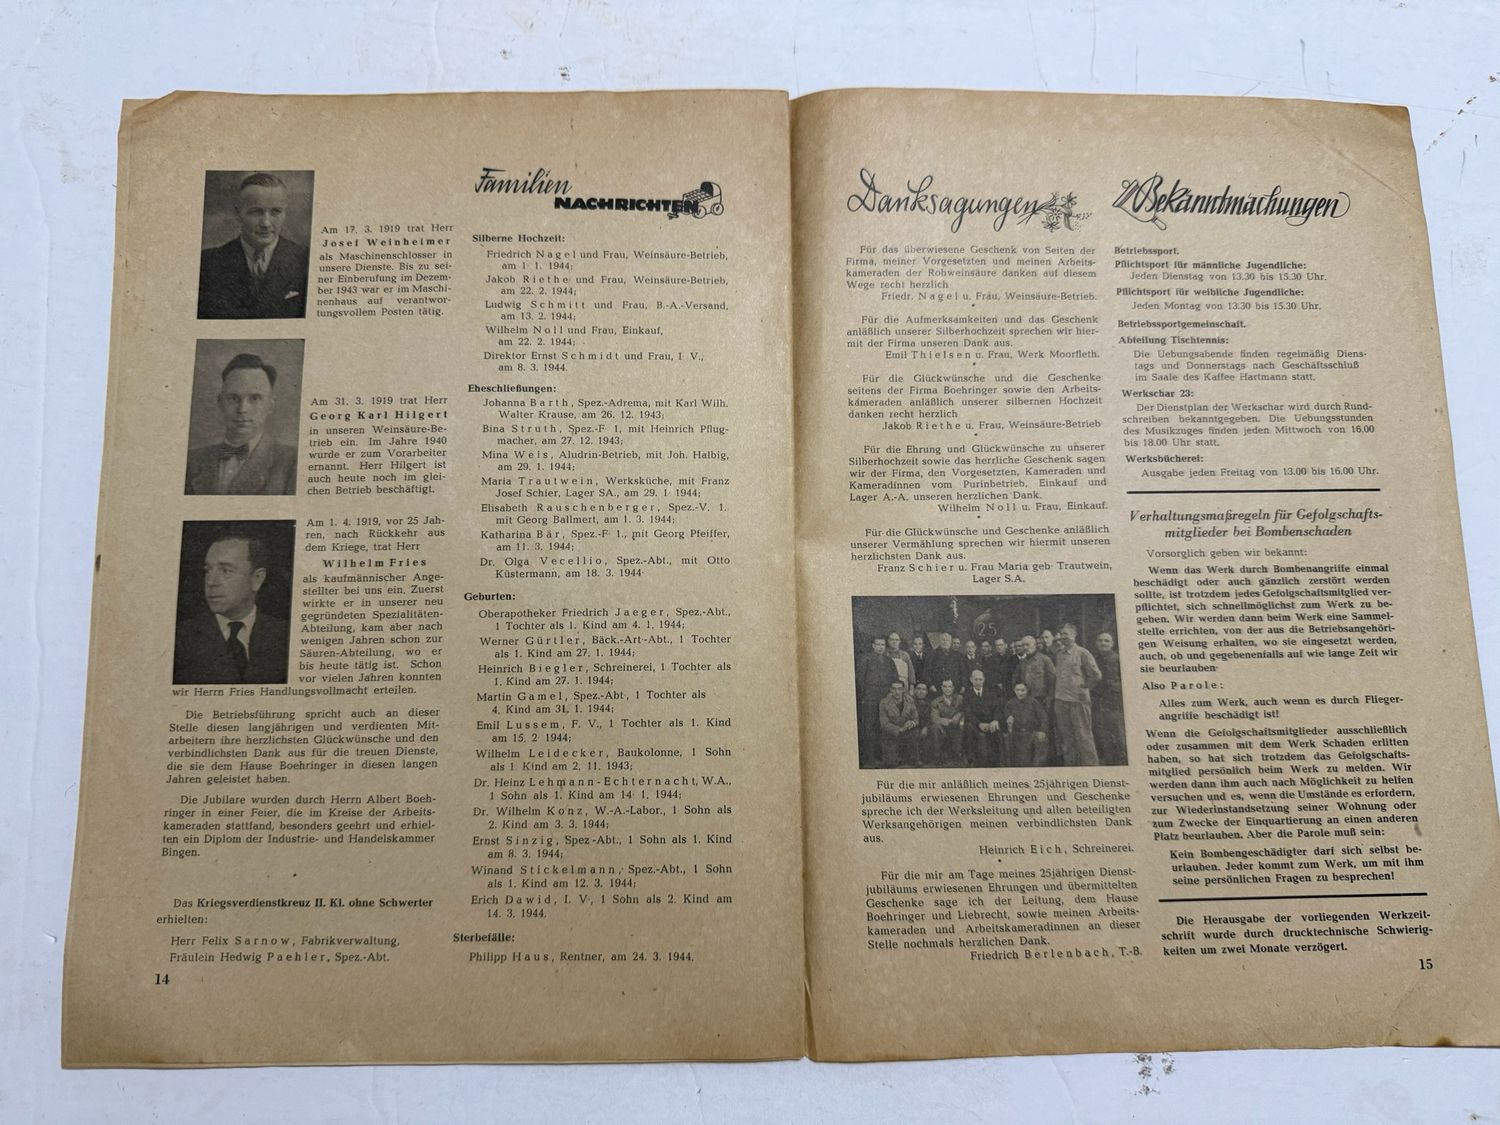 Am 17. 3. 1919 trat Herr
Josef Weinheimer
als Maschinenschlosser in
unsere Dienste. Bis zu sei-
ner Einberufung im Dezem-
ber 1943 war er im Maschi-
nenhaus auf verantwor-
tungsvollem Posten tätig.
Am 31. 3. 1919 trat Herr
Georg Karl Hilgert
in unseren Weinsäure-Be-
trieb ein. Im Jahre 1940
wurde er zum Vorarbeiter
ernannt. Herr Hilgert ist
auch heute noch im glei-
chen Betrieb beschäftigt.
Am 1. 4. 1919, vor 25 Jah-
ren, nach Rückkehr aus
dem Kriege, trat Herr
Wilhelm Fries
als kaufmännischer Ange-
stellter bei uns ein. Zuerst
wirkte er in unserer neu
gegründeten Spezialitäten-
Abteilung, kam aber nach
wenigen Jahren schon zur
Säuren-Abteilung, wo er
bis heute tätig ist. Schon
vor vielen Jahren konnten
wir Herrn Fries Handlungsvollmacht erteilen.
Die Betriebsführung spricht auch an dieser
Stelle diesen langjährigen und verdienten Mit-
arbeitern ihre herzlichsten Glückwünsche und den
verbindlichsten Dank aus für die treuen Dienste,
die sie dem Hause Boehringer in diesen langen
Jahren geleistet haben.
Die Jubilare wurden durch Herrn Albert Boeh-
ringer in einer Feier, die im Kreise der Arbeits-
kameraden stattfand, besonders geehrt und erhiel-
ten ein Diplom der Industrie- und Handelskammer
Bingen.
Das Kriegsverdienstkreuz II. Kl. ohne Schwerter
erhielten:
Herr Felix Sarnow, Fabrikverwaltung,
Fräulein Hedwig Paehler, Spez.-Abt.
14
Familien
NACHRICHTEN
Silberne Hochzeit:
Friedrich Nagel und Frau, Weinsäure-Betrieb,
am 1. 1. 1944;
Jakob Riethe und Frau, Weinsäure-Betrieb,
am 22. 2. 1944;
Ludwig Schmitt und Frau, B.-A.-Versand,
am 13. 2. 1944;
Wilhelm Noll und Frau, Einkauf,
am 22. 2. 1944;
Direktor Ernst Schmidt und Frau, I. V.,
am 8. 3. 1944.
Eheschließungen:
Johanna Barth, Spez.-Adrema, mit Karl Wilh.
Walter Krause, am 26. 12. 1943;
Bina Struth, Spez.-F. 1, mit Heinrich Pflug-
macher, am 27. 12. 1943;
Mina Weis, Aludrin-Betrieb, mit Joh. Halbig,
am 29. 1. 1944;
Maria Trautwein, Werksküche, mit Franz
Josef Schier, Lager SA., am 29. 1. 1944;
Elisabeth Rauschenberger, Spez.-V. 1.
mit Georg Ballmert, am 1. 3. 1944;
Katharina Bär, Spez.-F. 1., mit Georg Pfeiffer,
am 11. 3. 1944;
Dr. Olga Vecellio, Spez.-Abt., mit Otto
Küstermann, am 18. 3. 1944.
Geburten:
Oberapotheker Friedrich Jaeger, Spez.-Abt.,
1 Tochter als 1. Kind am 4. 1. 1944;
Werner Gürtler, Bäck.-Art-Abt., 1 Tochter
als 1. Kind am 27. 1. 1944;
Heinrich Biegler, Schreinerei, 1 Tochter als
1. Kind am 27. 1. 1944;
Martin Gamel, Spez.-Abt, 1 Tochter als
4. Kind am 31. 1. 1944;
Emil Lussem, F. V., 1 Tochter als 1. Kind
am 15. 2. 1944;
Wilhelm Leidecker, Baukolonne, 1 Sohn
als 1. Kind am 2. 11. 1943;
Dr. Heinz Lehmann-Echternacht, W.A.,
1 Sohn als 1. Kind am 14. 1. 1944;
Dr. Wilhelm Konz, W.-A.-Labor., 1 Sohn als
2. Kind am 3. 3. 1944;
Ernst Sinzig, Spez.-Abt., 1 Sohn als 1. Kind
am 8. 3. 1944;
Winand Stickelmann, Spez.-Abt., 1 Sohn
als 1. Kind am 12. 3. 1944;
Erich Dawid, I. V., 1 Sohn als 2. Kind am
14. 3. 1944.
Sterbefälle:
Philipp Haus, Rentner, am 24. 3. 1944.
Danksagungen
Für das überwiesene Geschenk von Seiten der
Firma, meiner Vorgesetzten und meinen Arbeits-
kameraden der Rohweinsäure danken auf diesem
Wege recht herzlich
Friedr. Nagel u. Frau, Weinsäure-Betrieb.
Für die Aufmerksamkeiten und das Geschenk
anläßlich unserer Silberhochzeit sprechen wir hier-
mit der Firma unseren Dank aus.
Emil Thielsen u. Frau, Werk Moorfleth.
Für die Glückwünsche und die Geschenke
seitens der Firma Boehringer sowie den Arbeits-
kameraden anläßlich unserer silbernen Hochzeit
danken recht herzlich
Jakob Riethe u. Frau, Weinsäure-Betrieb
Für die Ehrung und Glückwünsche zu unserer
Silberhochzeit sowie das herrliche Geschenk sagen
wir der Firma, den Vorgesetzten, Kameraden und
Kameradinnen vom Purinbetrieb, Einkauf und
Lager A.-A. unseren herzlichen Dank.
Wilhelm Noll u. Frau, Einkauf.
Für die Glückwünsche und Geschenke anläßlich
unserer Vermählung sprechen wir hiermit unseren
herzlichsten Dank aus.
Franz Schier u. Frau Maria geb. Trautwein,
Lager S.A.
25
Für die mir anläßlich meines 25jährigen Dienst-
jubiläums erwiesenen Ehrungen und Geschenke
spreche ich der Werksleitung und allen beteiligten
Werksangehörigen meinen verbindlichsten Dank
aus.
Heinrich Eich, Schreinerei.
Für die mir am Tage meines 25jährigen Dienst-
jubiläums erwiesenen Ehrungen und übermittelten
Geschenke sage ich der Leitung, dem Hause
Boehringer und Liebrecht, sowie meinen Arbeits-
kameraden und Arbeitskameradinnen an dieser
Stelle nochmals herzlichen Dank.
Friedrich Berlenbach, T.-B.
Bekanntmachungen
Betriebssport.
Pflichtsport für männliche Jugendliche:
Jeden Dienstag von 13.30 bis 15.30 Uhr.
Pflichtsport für weibliche Jugendliche:
Jeden Montag von 13.30 bis 15.30 Uhr.
Betriebssportgemeinschaft.
Abteilung Tischtennis:
Die Uebungsabende finden regelmäßig Diens-
tags und Donnerstags nach Geschäftsschluß
im Saale des Kaffee Hartmann statt.
Werkschar 23:
Der Dienstplan der Werkschar wird durch Rund-
schreiben bekanntgegeben. Die Uebungsstunden
des Musikzuges finden jeden Mittwoch von 16.00
bis 18.00 Uhr statt.
Werksbücherei:
Ausgabe jeden Freitag von 13.00 bis 16.00 Uhr.
Verhaltungsmaßregeln für Gefolgschafts-
mitglieder bei Bombenschaden
Vorsorglich geben wir bekannt:
Wenn das Werk durch Bombenangriffe einmal
beschädigt oder auch gänzlich zerstört werden
sollte, ist trotzdem jedes Gefolgschaftsmitglied ver-
pflichtet, sich schnellmöglichst zum Werk zu be-
geben. Wir werden dann beim Werk eine Sammel-
stelle errichten, von der aus die Betriebsangehöri-
gen Weisung erhalten, wo sie eingesetzt werden,
auch, ob und gegebenenfalls auf wie lange Zeit wir
sie beurlauben.
Also Parole:
Alles zum Werk, auch wenn es durch Flieger-
angriffe beschädigt ist!
Wenn die Gefolgschaftsmitglieder ausschließlich
oder zusammen mit dem Werk Schaden erlitten
haben, so hat sich trotzdem das Gefolgschafts-
mitglied persönlich beim Werk zu melden. Wir
werden dann ihm auch nach Möglichkeit zu helfen
versuchen und es, wenn die Umstände es erfordern,
zur Wiederinstandsetzung seiner Wohnung oder
zum Zwecke der Einquartierung an einen anderen
Platz beurlauben. Aber die Parole muß sein:
Kein Bombengeschädigter darf sich selbst be-
urlauben. Jeder kommt zum Werk, um mit ihm
seine persönlichen Fragen zu besprechen!
Die Herausgabe der vorliegenden Werkzeit-
schrift wurde durch drucktechnische Schwierig-
keiten um zwei Monate verzögert.
15